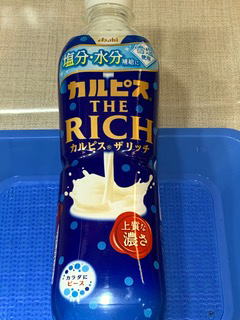 Asahi
塩分・水分補給に
カルピス
THE
RICH
カルピス®ザリッチ
上質な
濃さ
カラダに
ピース